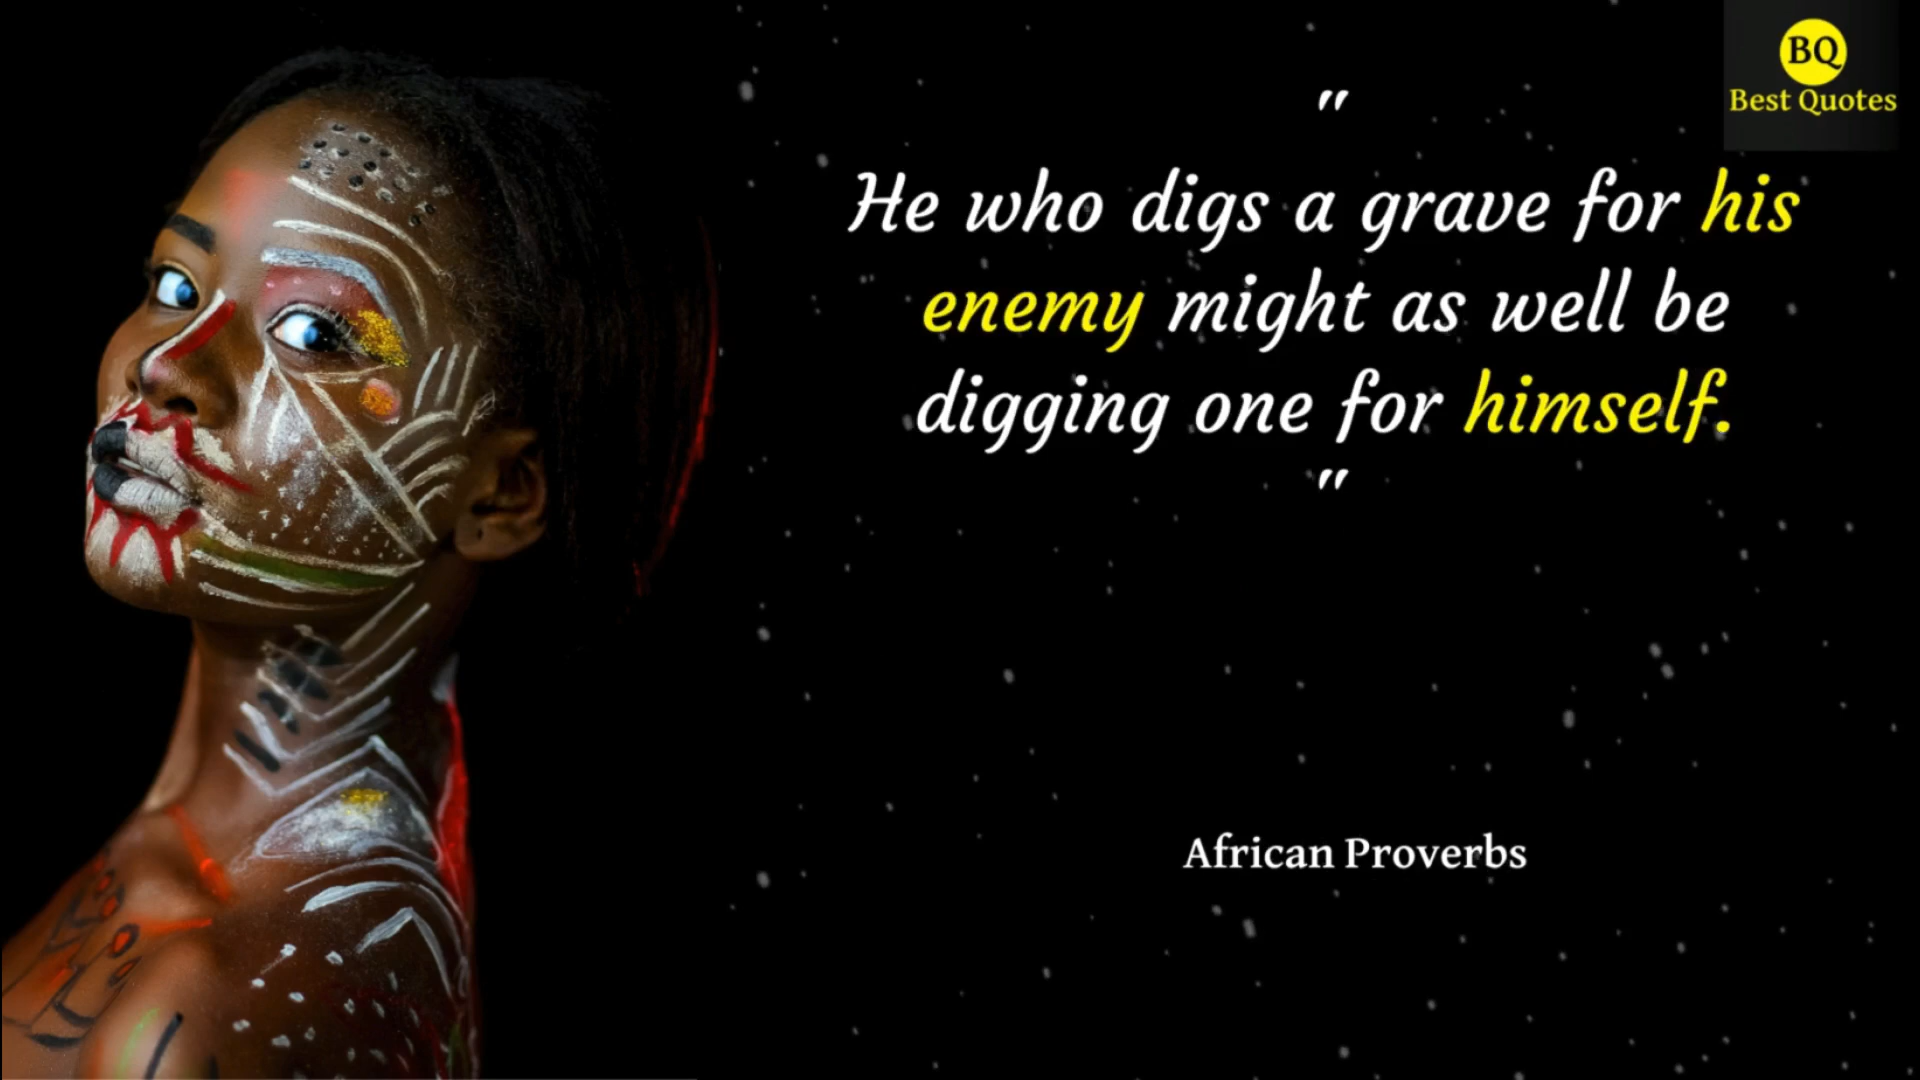 BQ
Best Quotes
"
He who digs a grave for his
enemy might as well be
digging one for himself.
"
African Proverbs